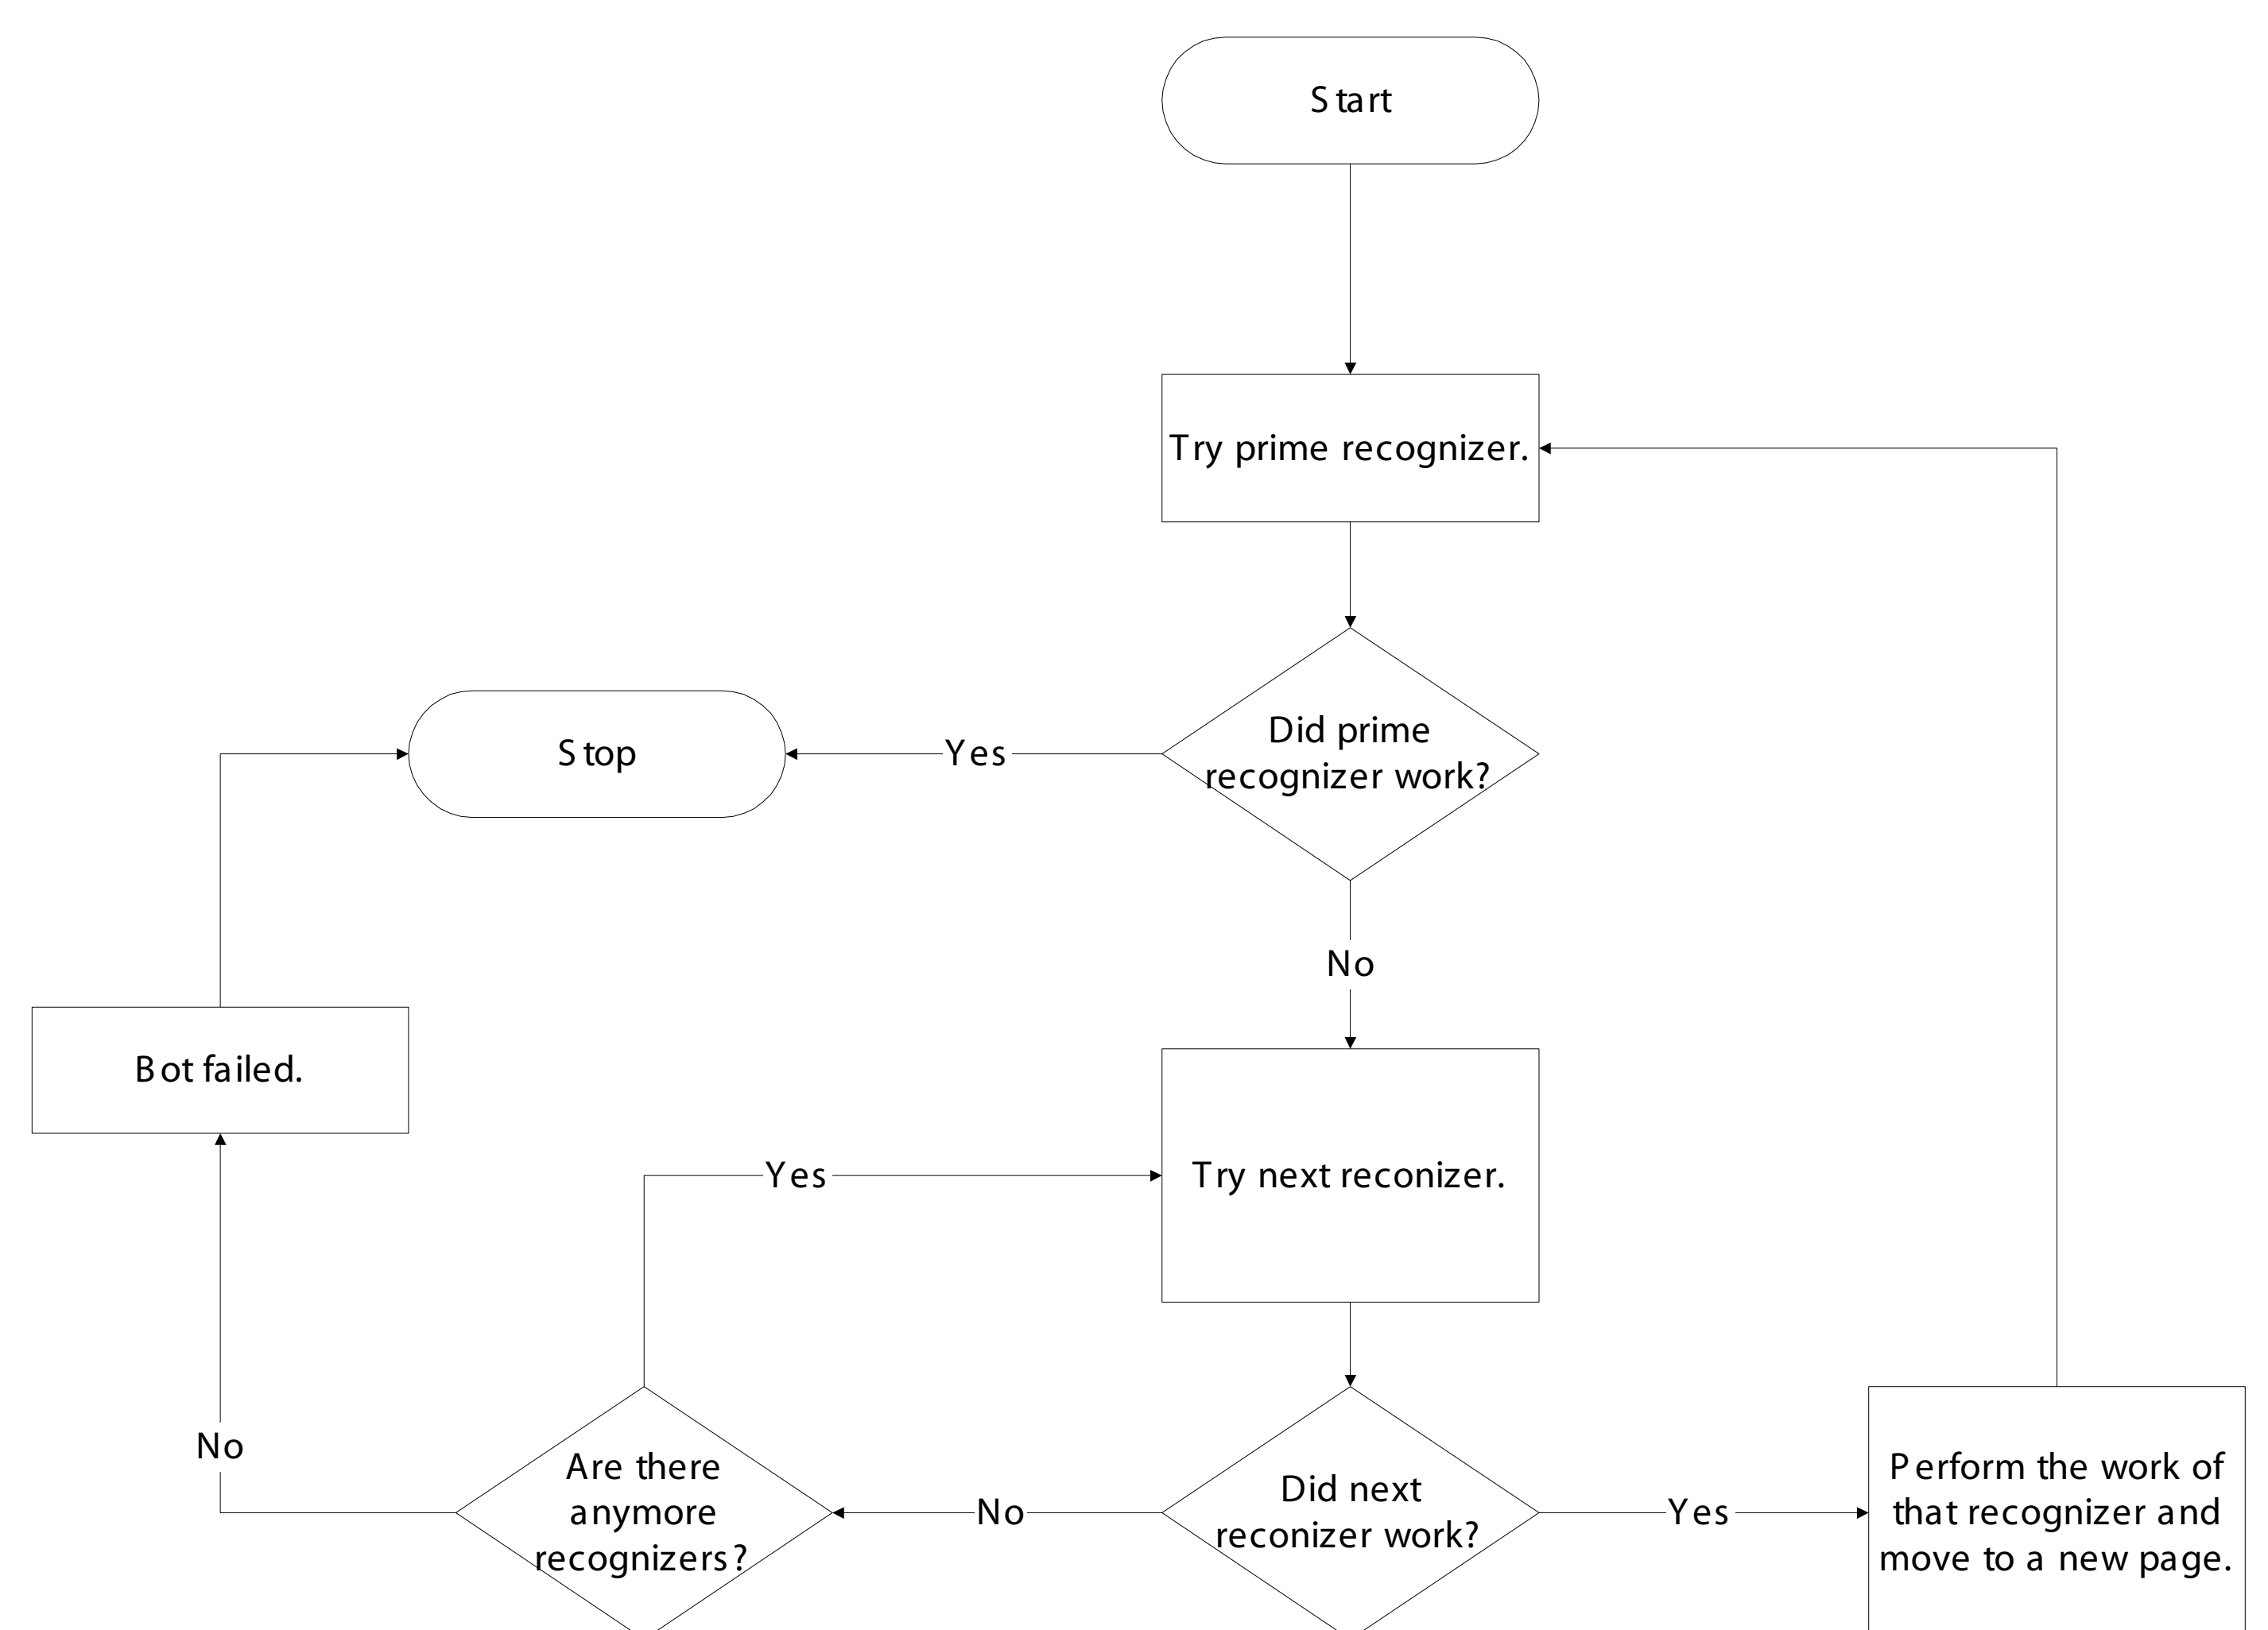 Start
Try prime recognizer.
Did prime
recognizer work?
Yes
Stop
No
Bot failed.
Yes
Try next reconizer.
No
Are there
anymore
recognizers?
No
Did next
reconizer work?
Yes
Perform the work of
that recognizer and
move to a new page.